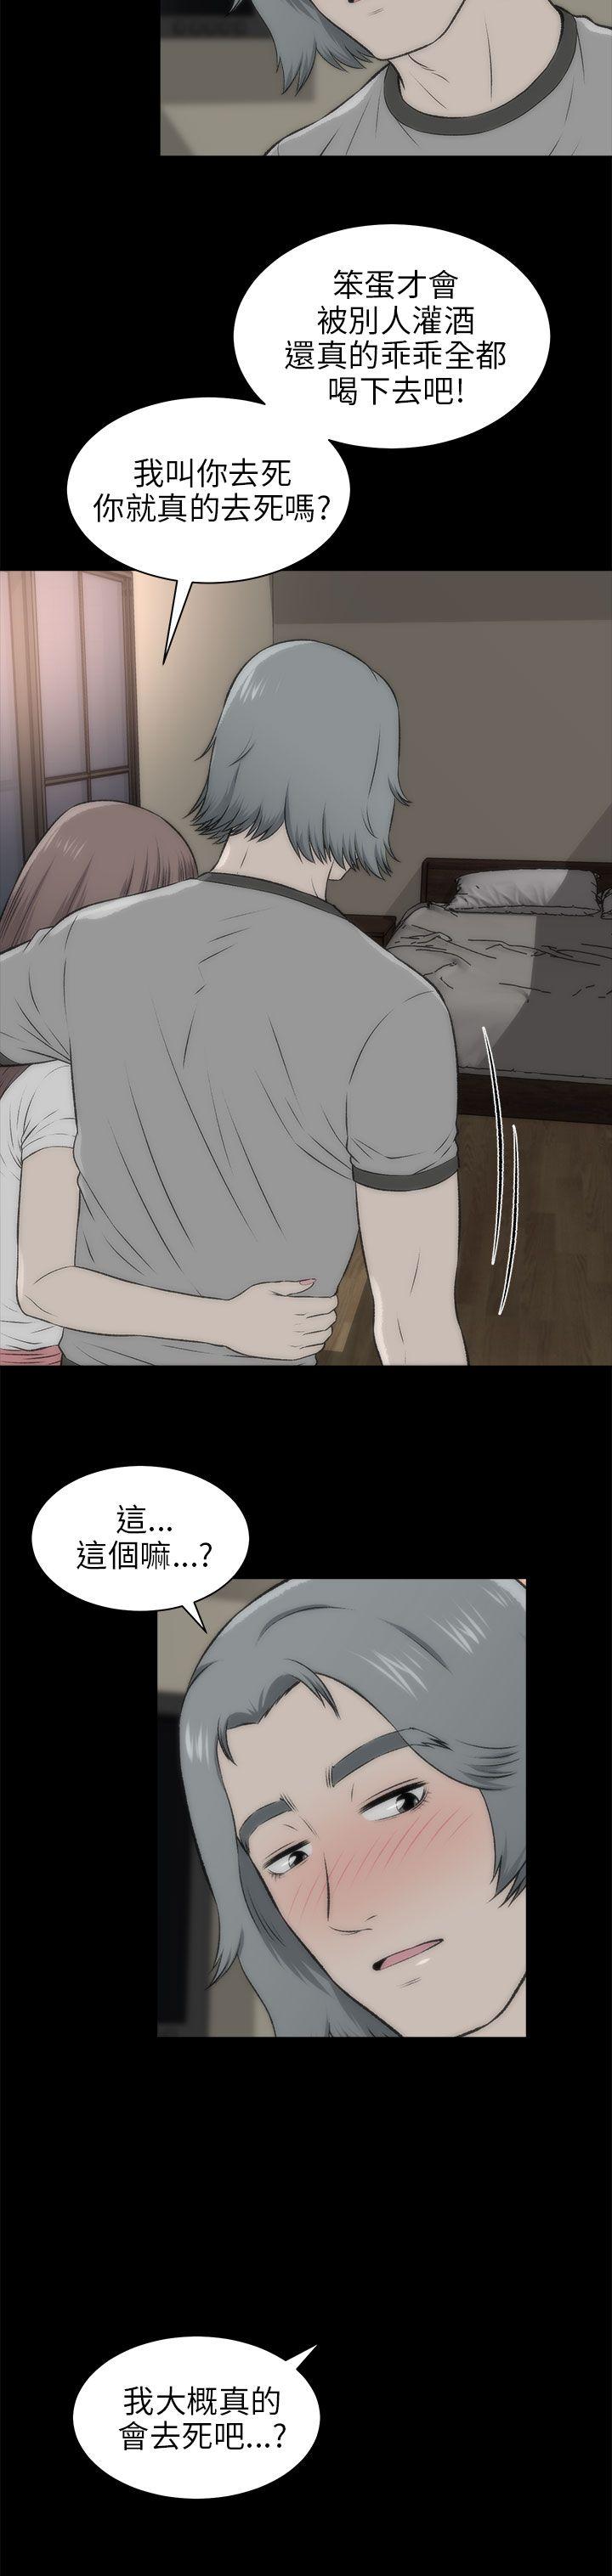 笨蛋才會
被別人灌酒
還真的乖乖全都
喝下去吧!
我叫你去死
你就真的去死嗎?
這...
這個嘛...?
我大概真的
會去死吧...?